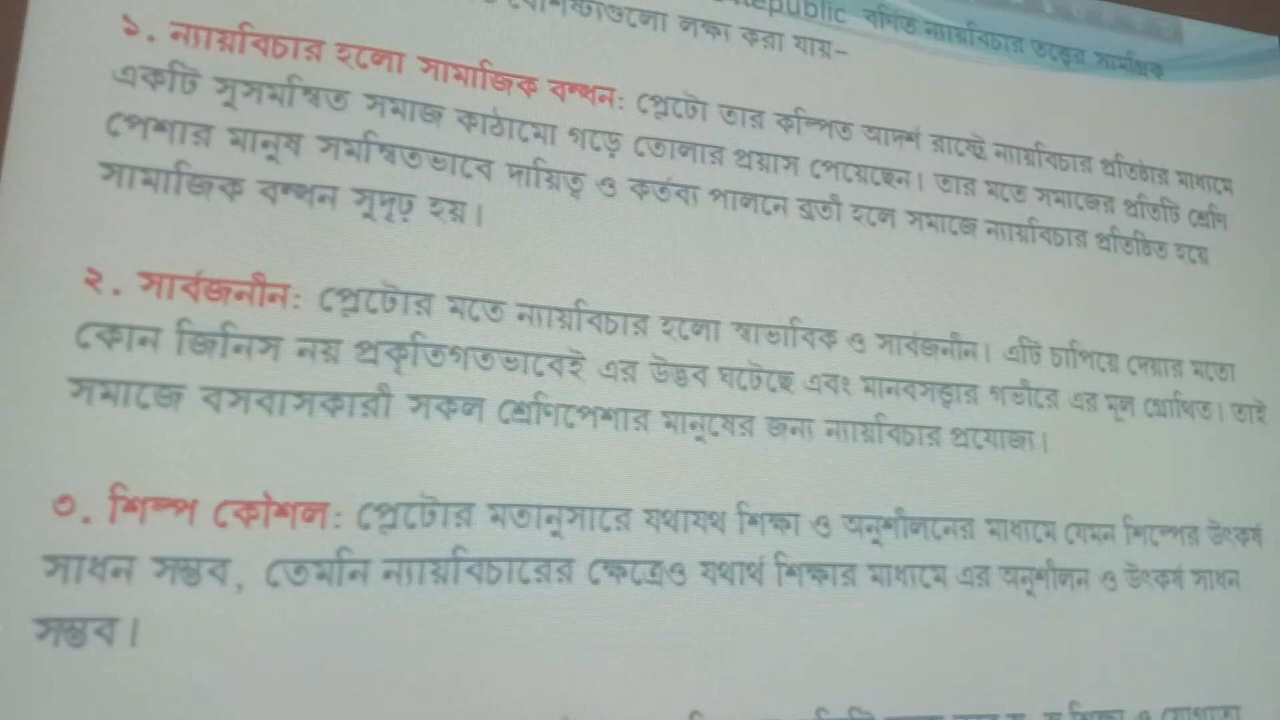 Republic বর্ণিত ন্যায়বিচার তত্ত্বের সামগ্রিক
লক্ষ্য করা যায়-
১. ন্যায়বিচার হলো সামাজিক বন্ধন: প্লেটো তার কল্পিত আদর্শ রাষ্ট্রে ন্যায়বিচার প্রতিষ্ঠার মাধ্যমে
একটি সুসমন্বিত সমাজ কাঠামো গড়ে তোলার প্রয়াস পেয়েছেন। তার মতে সমাজের প্রতিটি শ্রেণি
পেশার মানুষ সমন্বিতভাবে দায়িত্ব ও কর্তব্য পালনে ব্রতী হলে সমাজে ন্যায়বিচার প্রতিষ্ঠিত হয়ে
সামাজিক বন্ধন সুদৃঢ় হয়।
২. সার্বজনীন: প্লেটোর মতে ন্যায়বিচার হলো স্বাভাবিক ও সার্বজনীন। এটি চাপিয়ে দেয়ার মতো
কোন জিনিস নয় প্রকৃতিগতভাবেই এর উদ্ভব ঘটেছে এবং মানবসত্ত্বার গভীরে এর মূল প্রোথিত। তাই
সমাজে বসবাসকারী সকল শ্রেণিপেশার মানুষের জন্য ন্যায়বিচার প্রযোজ্য।
৩. শিল্প কৌশল: প্লেটোর মতানুসারে যথাযথ শিক্ষা ও অনুশীলনের মাধ্যমে যেমন শিল্পের উৎকর্ষ
সাধন সম্ভব, তেমনি ন্যায়বিচারের ক্ষেত্রেও যথার্থ শিক্ষার মাধ্যমে এর অনুশীলন ও উৎকর্ষ সাধন
সম্ভব।